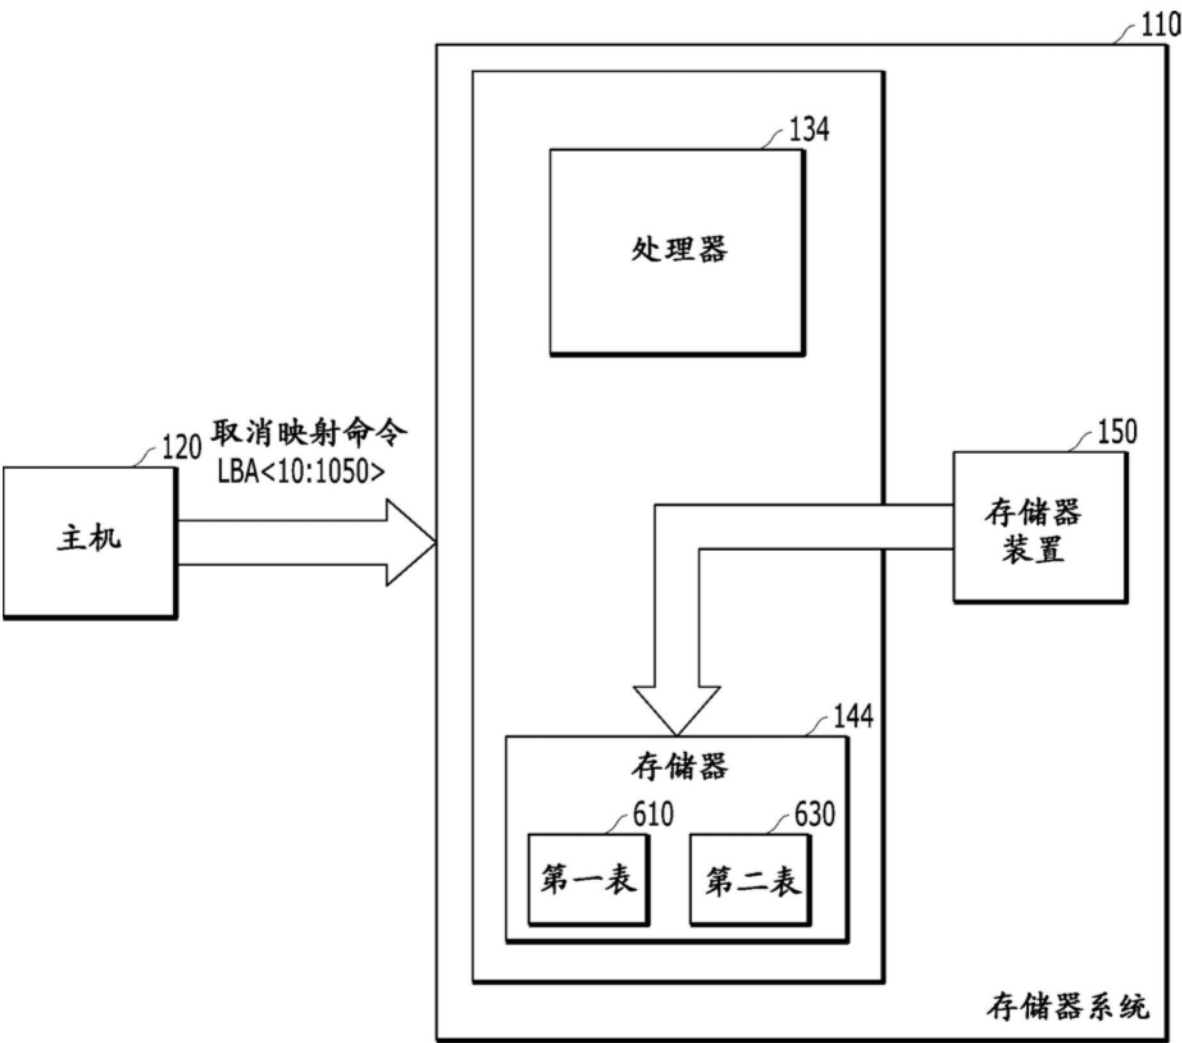 110
134
处理器
120
取消映射命令
LBA<10:1050>
主机
150
存储器
装置
144
存储器
610
630
第一表
第二表
存储器系统